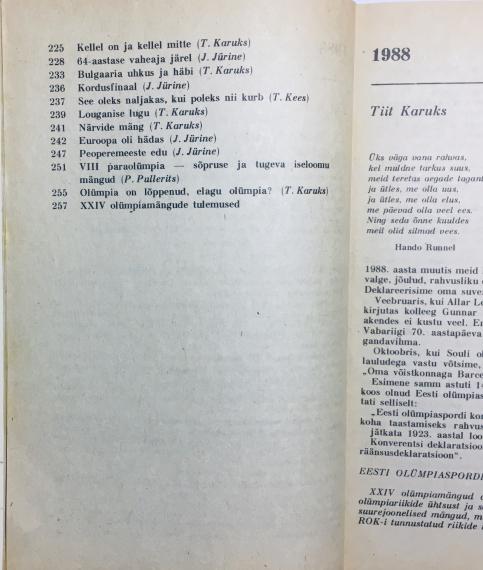 225 Kellel on ja kellel mitte (T. Karuks)
228 64-aastase vaheaja järel (J. Jürine)
233 Bulgaaria uhkus ja häbi (T. Karuks)
236 Kordusfinaal (J. Jürine)
237 See oleks naljakas, kui poleks nii kurb (T. Kees)
239 Louganise lugu (T. Karuks)
241 Närvide mäng (T. Karuks)
242 Euroopa oli hädas (J. Jürine)
247 Peoperemeeste edu (J. Jürine)
251 VIII paraolümpia — sõpruse ja tugeva iseloomu
mängud (P. Pullerits)
255 Olümpia on lõppenud, elagu olümpia? (T. Karuks)
257 XXIV olümpiamängude tulemused
1988
Tiit Karuks
Üks väga vana rahvas,
kel muldne tarkus suus,
meid teretas aegade tagant
ja ütles, me olla uus,
ja ütles, me olla elus,
me päevad olla veel ees.
Ning seda õnne kuuldes
meil olid silmad vees.
Hando Runnel
1988. aasta muutis meid
valge, jõulud, rahvusliku
Deklareerisime oma suve
Veebruaris, kui Allar Le
kirjutas kolleeg Gunnar
akendes ei kustu veel. Er
Vabariigi 70. aastapäeva
gandavihma.
Oktoobris, kui Souli o
lauludega vastu võtsime,
„Oma võistkonnaga Barce
Esimene samm astuti 1
koos olnud Eesti olümpias
tati selliselt:
„Eesti olümpiaspordi kor
koha taastamiseks rahvus
jätkata 1923. aastal loo
Konverentsi deklaratsioo
räänsusdeklaratsioon“.
EESTI OLÜMPIASPORDI
XXIV olümpiamängud
olümpiariikide ühtsust ja s
suurejoonelised mängud, m
ROK-i tunnustatud riikide